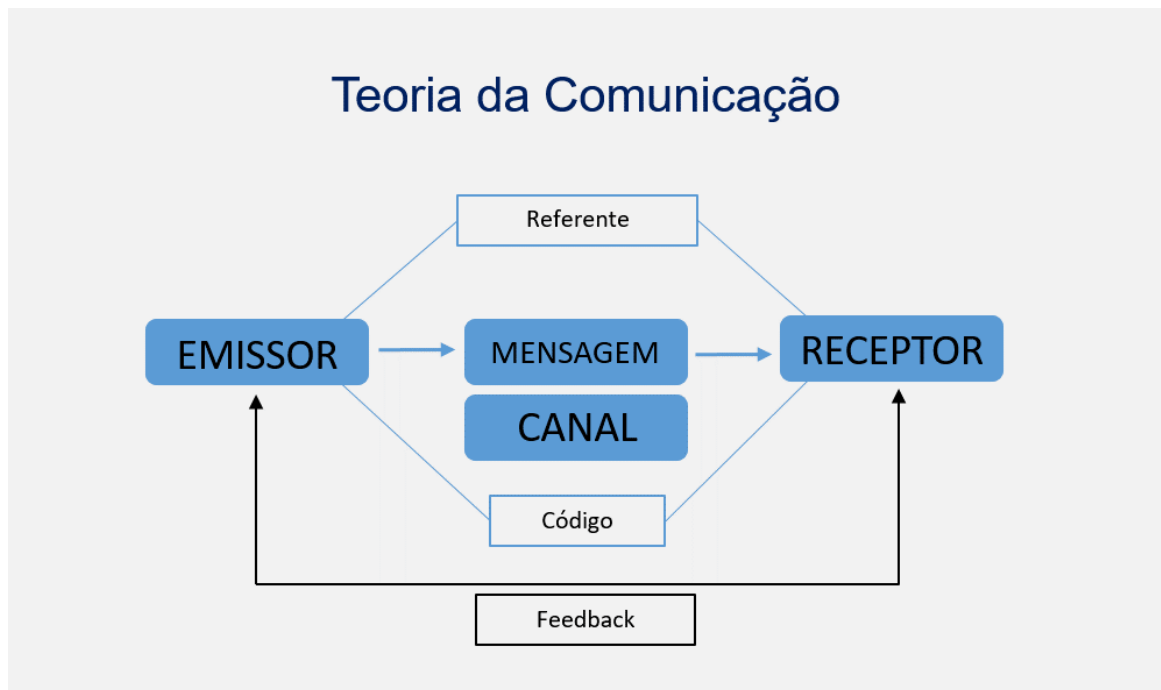 Teoria da Comunicação
Referente
EMISSOR
MENSAGEM
RECEPTOR
CANAL
Código
Feedback